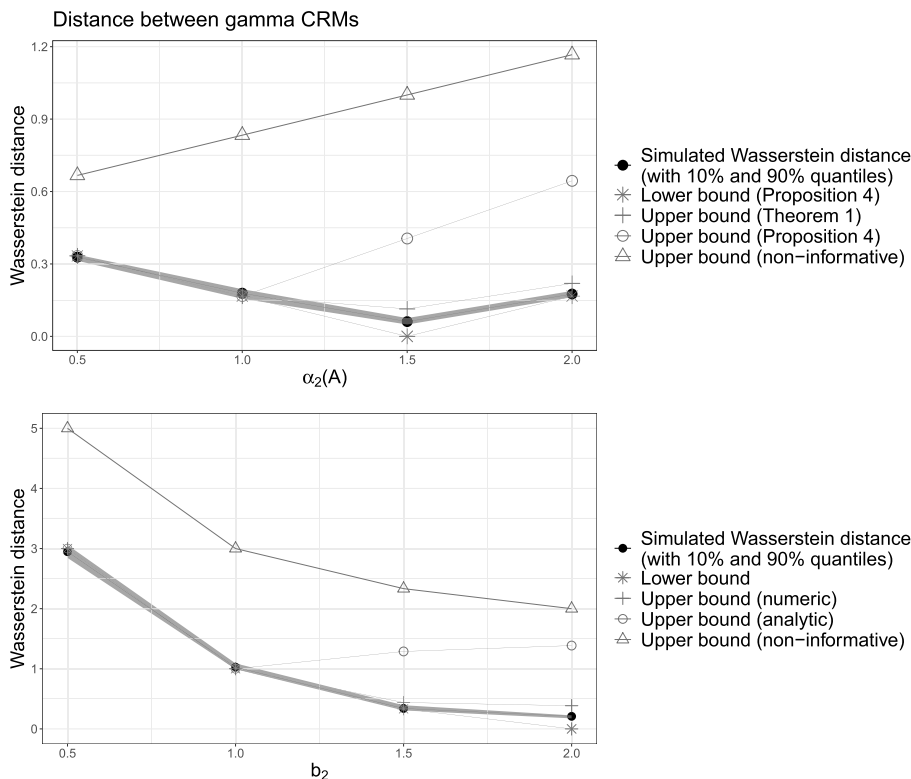 Distance between gamma CRMs
Wasserstein distance
1.2
0.9
0.6
0.3
0.0
0.5
1.0
1.5
2.0
α₂(A)
Simulated Wasserstein distance
(with 10% and 90% quantiles)
Lower bound (Proposition 4)
Upper bound (Theorem 1)
Upper bound (Proposition 4)
Upper bound (non−informative)
Wasserstein distance
5
4
3
2
1
0
0.5
1.0
1.5
2.0
b₂
Simulated Wasserstein distance
(with 10% and 90% quantiles)
Lower bound
Upper bound (numeric)
Upper bound (analytic)
Upper bound (non−informative)